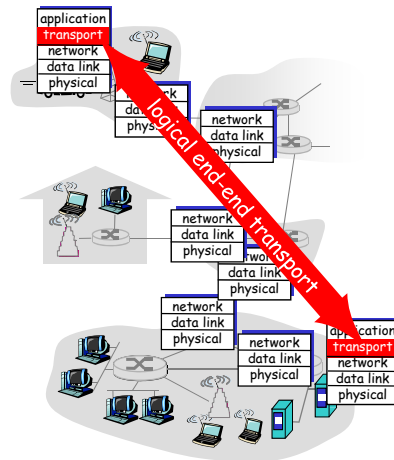 application
transport
network
data link
physical
network
data link
physical
network
data link
physical
logical end-end transport
network
data link
physical
network
data link
physical
network
data link
physical
network
data link
physical
application
transport
network
data link
physical